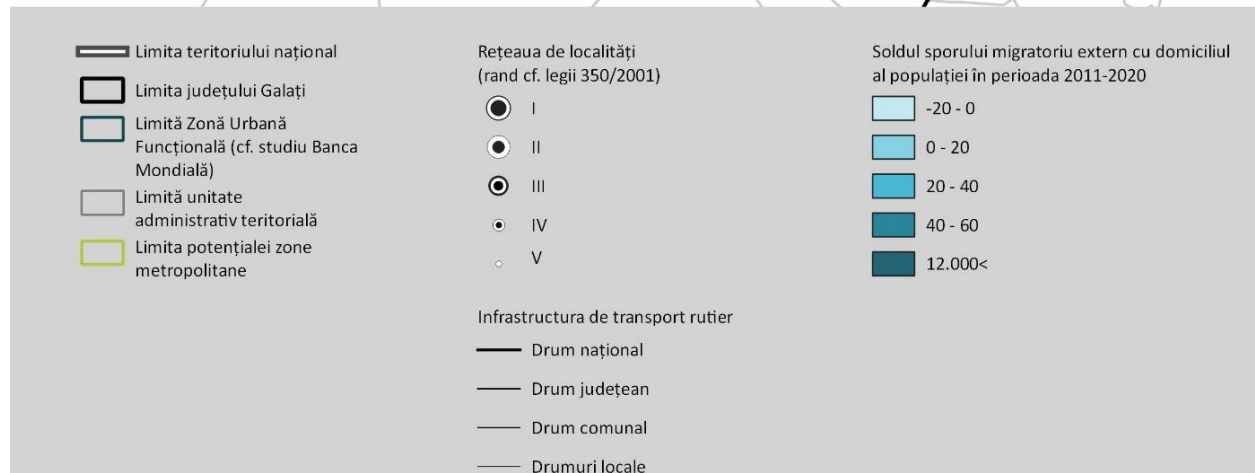 Limita teritoriului național
Limita județului Galați
Limită Zonă Urbană
Funcțională (cf. studiu Banca
Mondială)
Limită unitate
administrativ teritorială
Limita potențialei zone
metropolitane
Rețeaua de localități
(rand cf. legii 350/2001)
I
II
III
IV
V
Infrastructura de transport rutier
Drum național
Drum județean
Drum comunal
Drumuri locale
Soldul sporului migratoriu extern cu domiciliul
al populației în perioada 2011-2020
-20 - 0
0 - 20
20 - 40
40 - 60
12.000<